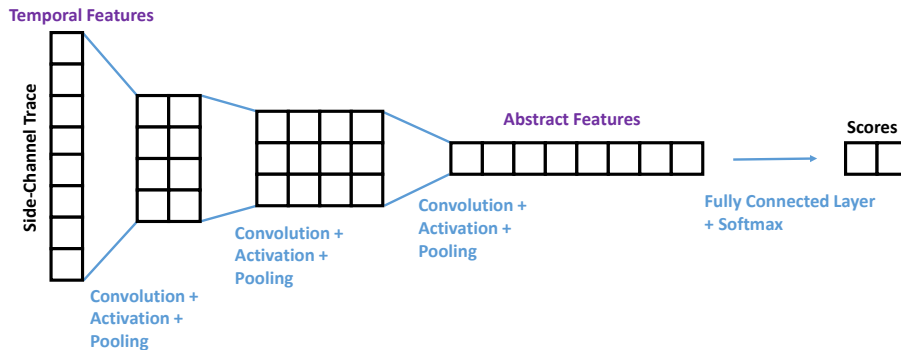 Temporal Features
Side-Channel Trace
Convolution +
Activation +
Pooling
Convolution +
Activation +
Pooling
Abstract Features
Convolution +
Activation +
Pooling
Fully Connected Layer
+ Softmax
Scores